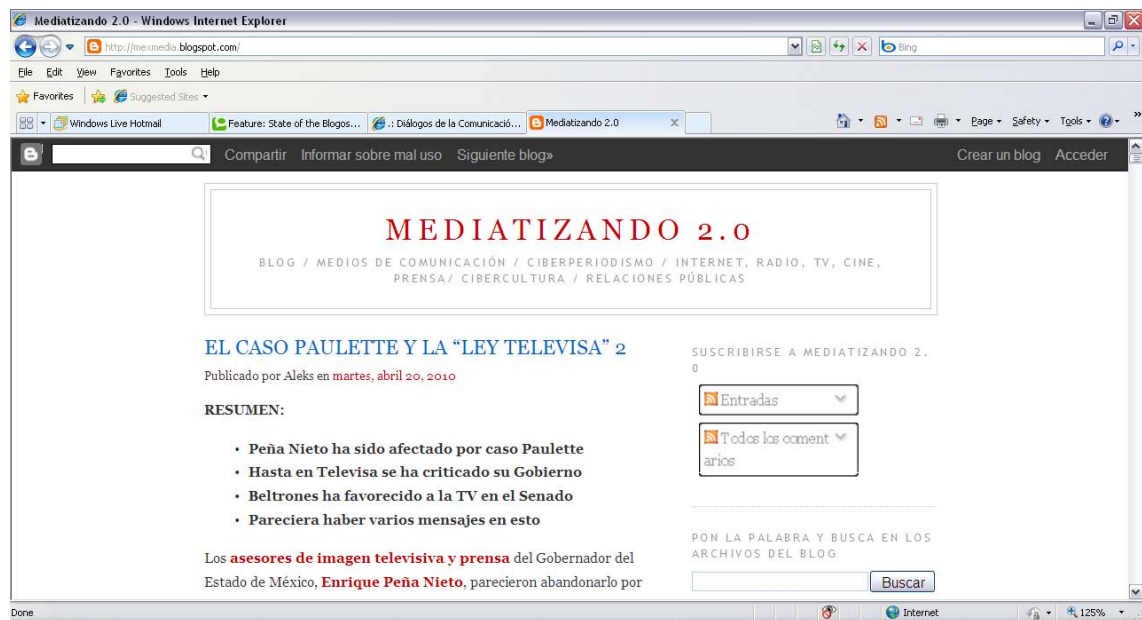 Mediatizando 2.0 - Windows Internet Explorer
http://mexmedia.blogspot.com/
Bing
File Edit View Favorites Tools Help
Favorites Suggested Sites
Windows Live Hotmail Feature: State of the Blogos... .: Diálogos de la Comunicació... Mediatizando 2.0 Page Safety Tools
Compartir Informar sobre mal uso Siguiente blog» Crear un blog Acceder
MEDIATIZANDO 2.0
BLOG / MEDIOS DE COMUNICACIÓN / CIBERPERIODISMO / INTERNET, RADIO, TV, CINE,
PRENSA/ CIBERCULTURA / RELACIONES PÚBLICAS
EL CASO PAULETTE Y LA “LEY TELEVISA” 2
Publicado por Aleks en martes, abril 20, 2010
RESUMEN:
• Peña Nieto ha sido afectado por caso Paulette
• Hasta en Televisa se ha criticado su Gobierno
• Beltrones ha favorecido a la TV en el Senado
• Pareciera haber varios mensajes en esto
Los asesores de imagen televisiva y prensa del Gobernador del
Estado de México, Enrique Peña Nieto, parecieron abandonarlo por
SUSCRIBIRSE A MEDIATIZANDO 2.
0
Entradas
Todos los coment
arios
PON LA PALABRA Y BUSCA EN LOS
ARCHIVOS DEL BLOG
Buscar
Done Internet 125%